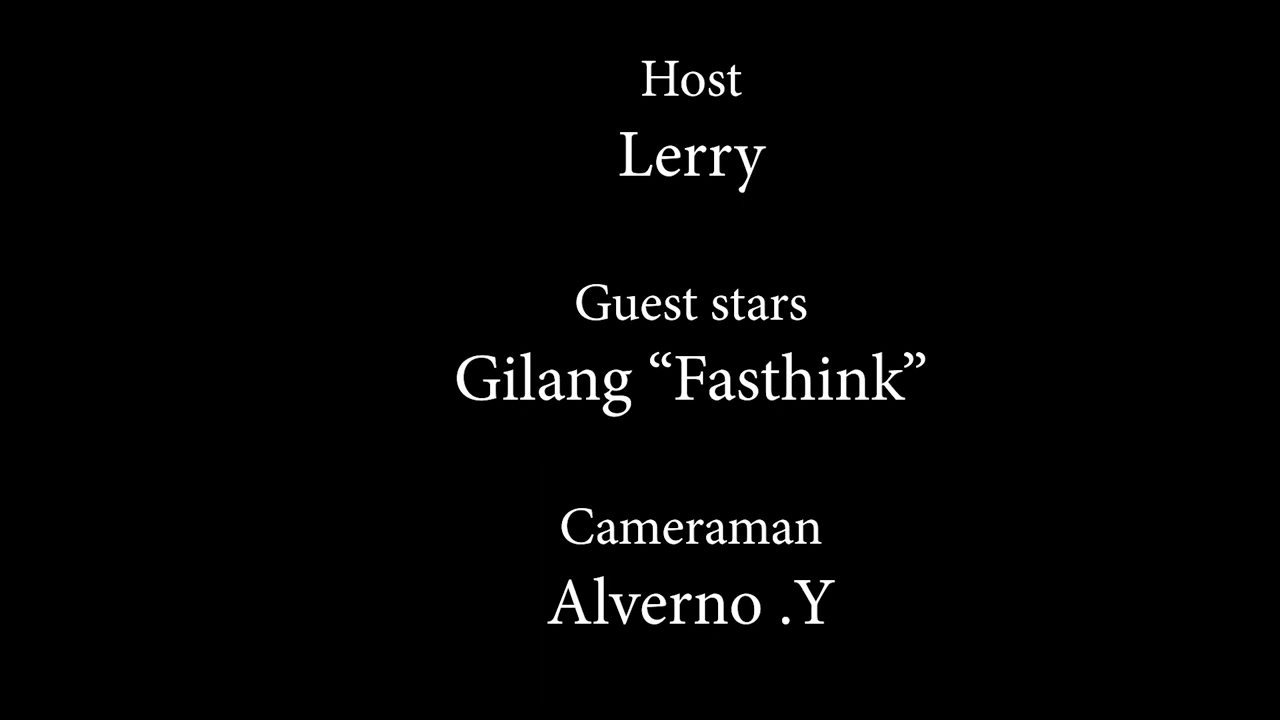 Host
Lerry
Guest stars
Gilang “Fasthink”
Cameraman
Alverno .Y